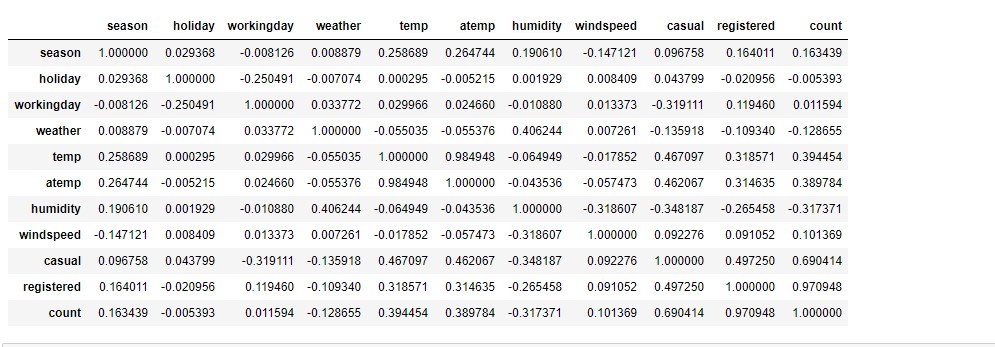 season holiday workingday weather temp atemp humidity windspeed casual registered count
season 1.000000 0.029368 -0.008126 0.008879 0.258689 0.264744 0.190610 -0.147121 0.096758 0.164011 0.163439
holiday 0.029368 1.000000 -0.250491 -0.007074 0.000295 -0.005215 0.001929 0.008409 0.043799 -0.020956 -0.005393
workingday -0.008126 -0.250491 1.000000 0.033772 0.029966 0.024660 -0.010880 0.013373 -0.319111 0.119460 0.011594
weather 0.008879 -0.007074 0.033772 1.000000 -0.055035 -0.055376 0.406244 0.007261 -0.135918 -0.109340 -0.128655
temp 0.258689 0.000295 0.029966 -0.055035 1.000000 0.984948 -0.064949 -0.017852 0.467097 0.318571 0.394454
atemp 0.264744 -0.005215 0.024660 -0.055376 0.984948 1.000000 -0.043536 -0.057473 0.462067 0.314635 0.389784
humidity 0.190610 0.001929 -0.010880 0.406244 -0.064949 -0.043536 1.000000 -0.318607 -0.348187 -0.265458 -0.317371
windspeed -0.147121 0.008409 0.013373 0.007261 -0.017852 -0.057473 -0.318607 1.000000 0.092276 0.091052 0.101369
casual 0.096758 0.043799 -0.319111 -0.135918 0.467097 0.462067 -0.348187 0.092276 1.000000 0.497250 0.690414
registered 0.164011 -0.020956 0.119460 -0.109340 0.318571 0.314635 -0.265458 0.091052 0.497250 1.000000 0.970948
count 0.163439 -0.005393 0.011594 -0.128655 0.394454 0.389784 -0.317371 0.101369 0.690414 0.970948 1.000000